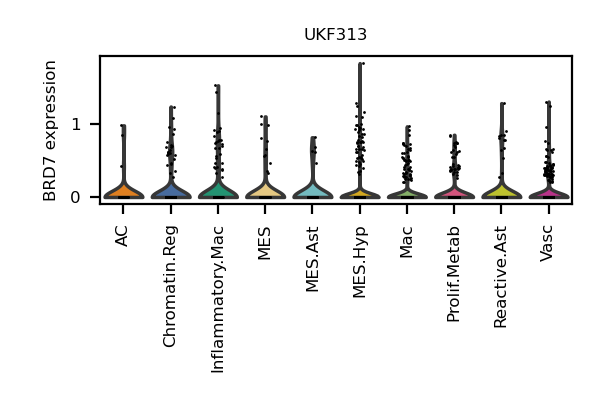 UKF313
BRD7 expression
1
0
AC
Chromatin.Reg
Inflammatory.Mac
MES
MES.Ast
MES.Hyp
Mac
Prolif.Metab
Reactive.Ast
Vasc